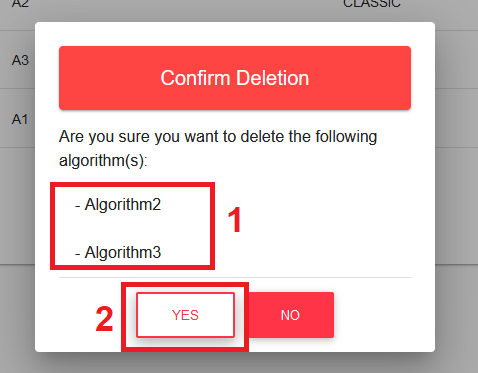 A2 CLASSIC
Confirm Deletion
A3
A1
Are you sure you want to delete the following
algorithm(s):
- Algorithm2
1
- Algorithm3
2 YES NO